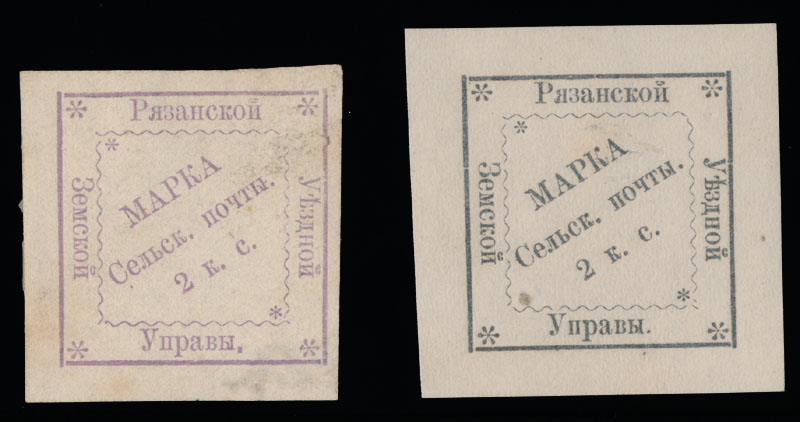 Рязанской
Земской
МАРКА
Сельск. почты.
2 к. с.
Уѣздной
Управы.
Рязанской
Земской
МАРКА
Сельск. почты.
2 к. с.
Уѣздной
Управы.